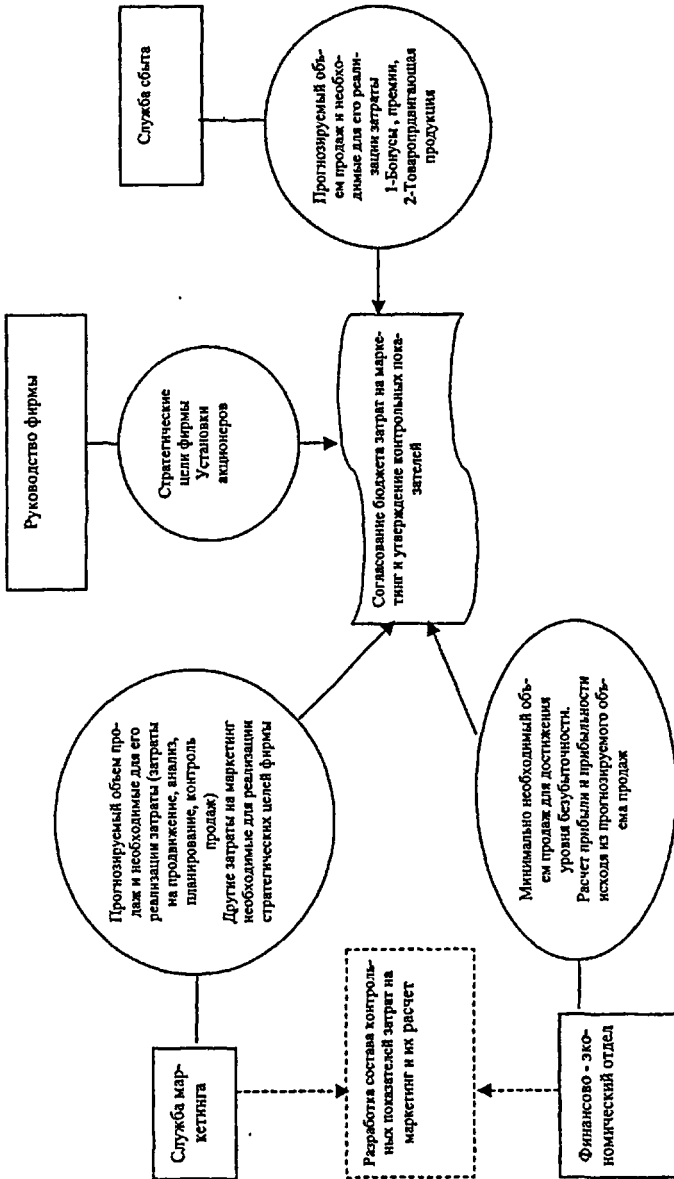 Руководство фирмы
Стратегические
цели фирмы
Установки
акционеров
Служба мар-
кетинга
Прогнозируемый объем про-
даж и необходимые для его
реализации затраты (затраты
на продвижение, анализ,
планирование, контроль
продаж)
Другие затраты на маркетинг
необходимые для реализации
стратегических целей фирмы
Служба сбыта
Прогнозируемый объ-
ем продаж и необхо-
димые для его реали-
зации затраты
1-Бонусы , премии,
2-Товаропрдвигающая
продукция
Согласование бюджета затрат на марке-
тинг и утверждение контрольных пока-
зателей
Разработка состава контроль-
ных показателей затрат на
маркетинг и их расчет
Финансово - эко-
номический отдел
Минимально необходимый объ-
ем продаж для достижения
уровня безубыточности.
Расчет прибыли и прибыльности
исходя из прогнозируемого объ-
ема продаж